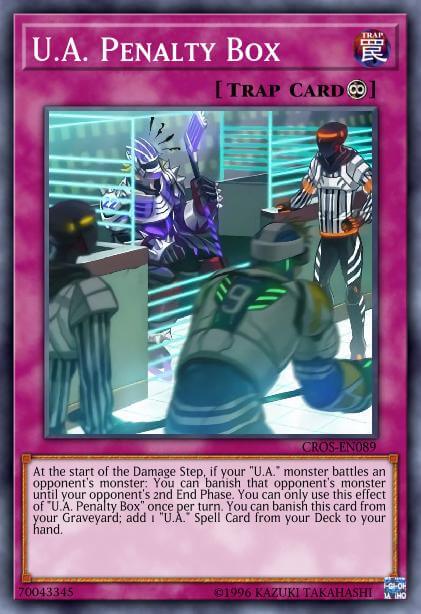 U.A. Penalty Box
TRAP
罠
[Trap Card]
9
CROS-EN089
At the start of the Damage Step, if your "U.A." monster battles an
opponent's monster: You can banish that opponent's monster
until your opponent's 2nd End Phase. You can only use this effect
of "U.A. Penalty Box" once per turn. You can banish this card from
your Graveyard; add 1 "U.A." Spell Card from your Deck to your
hand.
70043345
©1996 KAZUKI TAKAHASHI